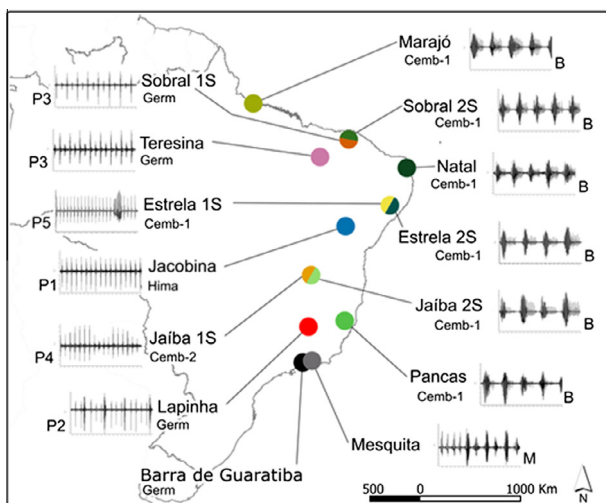 Marajó
Cemb-1
B
Sobral 1S
Germ
P3
Sobral 2S
Cemb-1
B
Teresina
Germ
P3
Natal
Cemb-1
B
Estrela 1S
Cemb-1
P5
Estrela 2S
Cemb-1
B
Jacobina
Hima
P1
Jaíba 2S
Cemb-1
B
Jaíba 1S
Cemb-2
P4
Pancas
Cemb-1
B
Lapinha
Germ
P2
Mesquita
M
Barra de Guaratiba
Germ
500 0 1000 Km
N